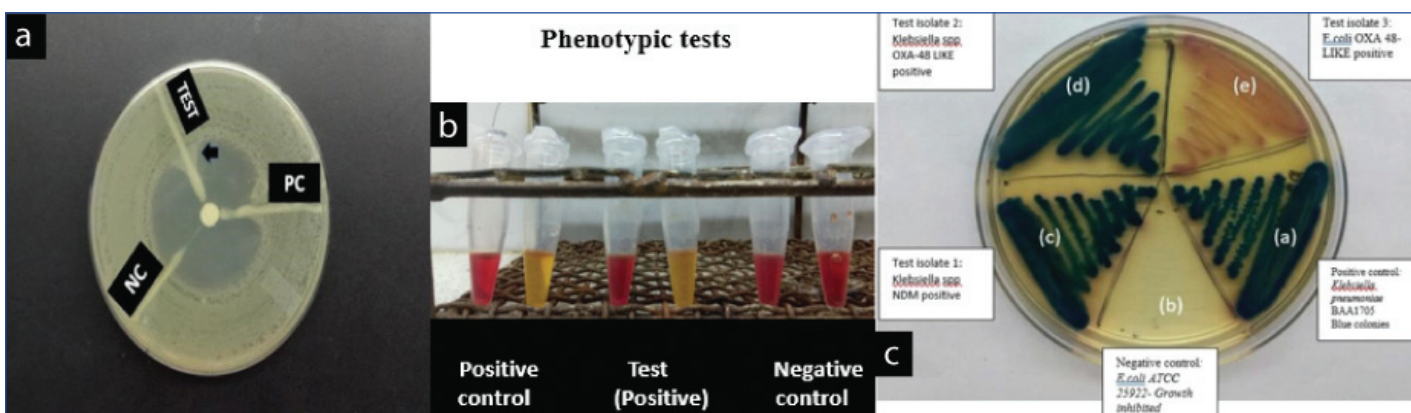 a
TEST
PC
NC
Phenotypic tests
b
Positive
control
Test
(Positive)
Negative
control
Test isolate 2:
Klebsiella spp.
OXA-48 LIKE
positive
Test isolate 3:
E.coli OXA 48-
LIKE positive
(d)
(e)
(c)
(a)
(b)
Test isolate 1:
Klebsiella spp.
NDM positive
Positive control:
Klebsiella
pneumoniae
BAA1705
Blue colonies
c
Negative control:
E.coli ATCC
25922- Growth
inhibited